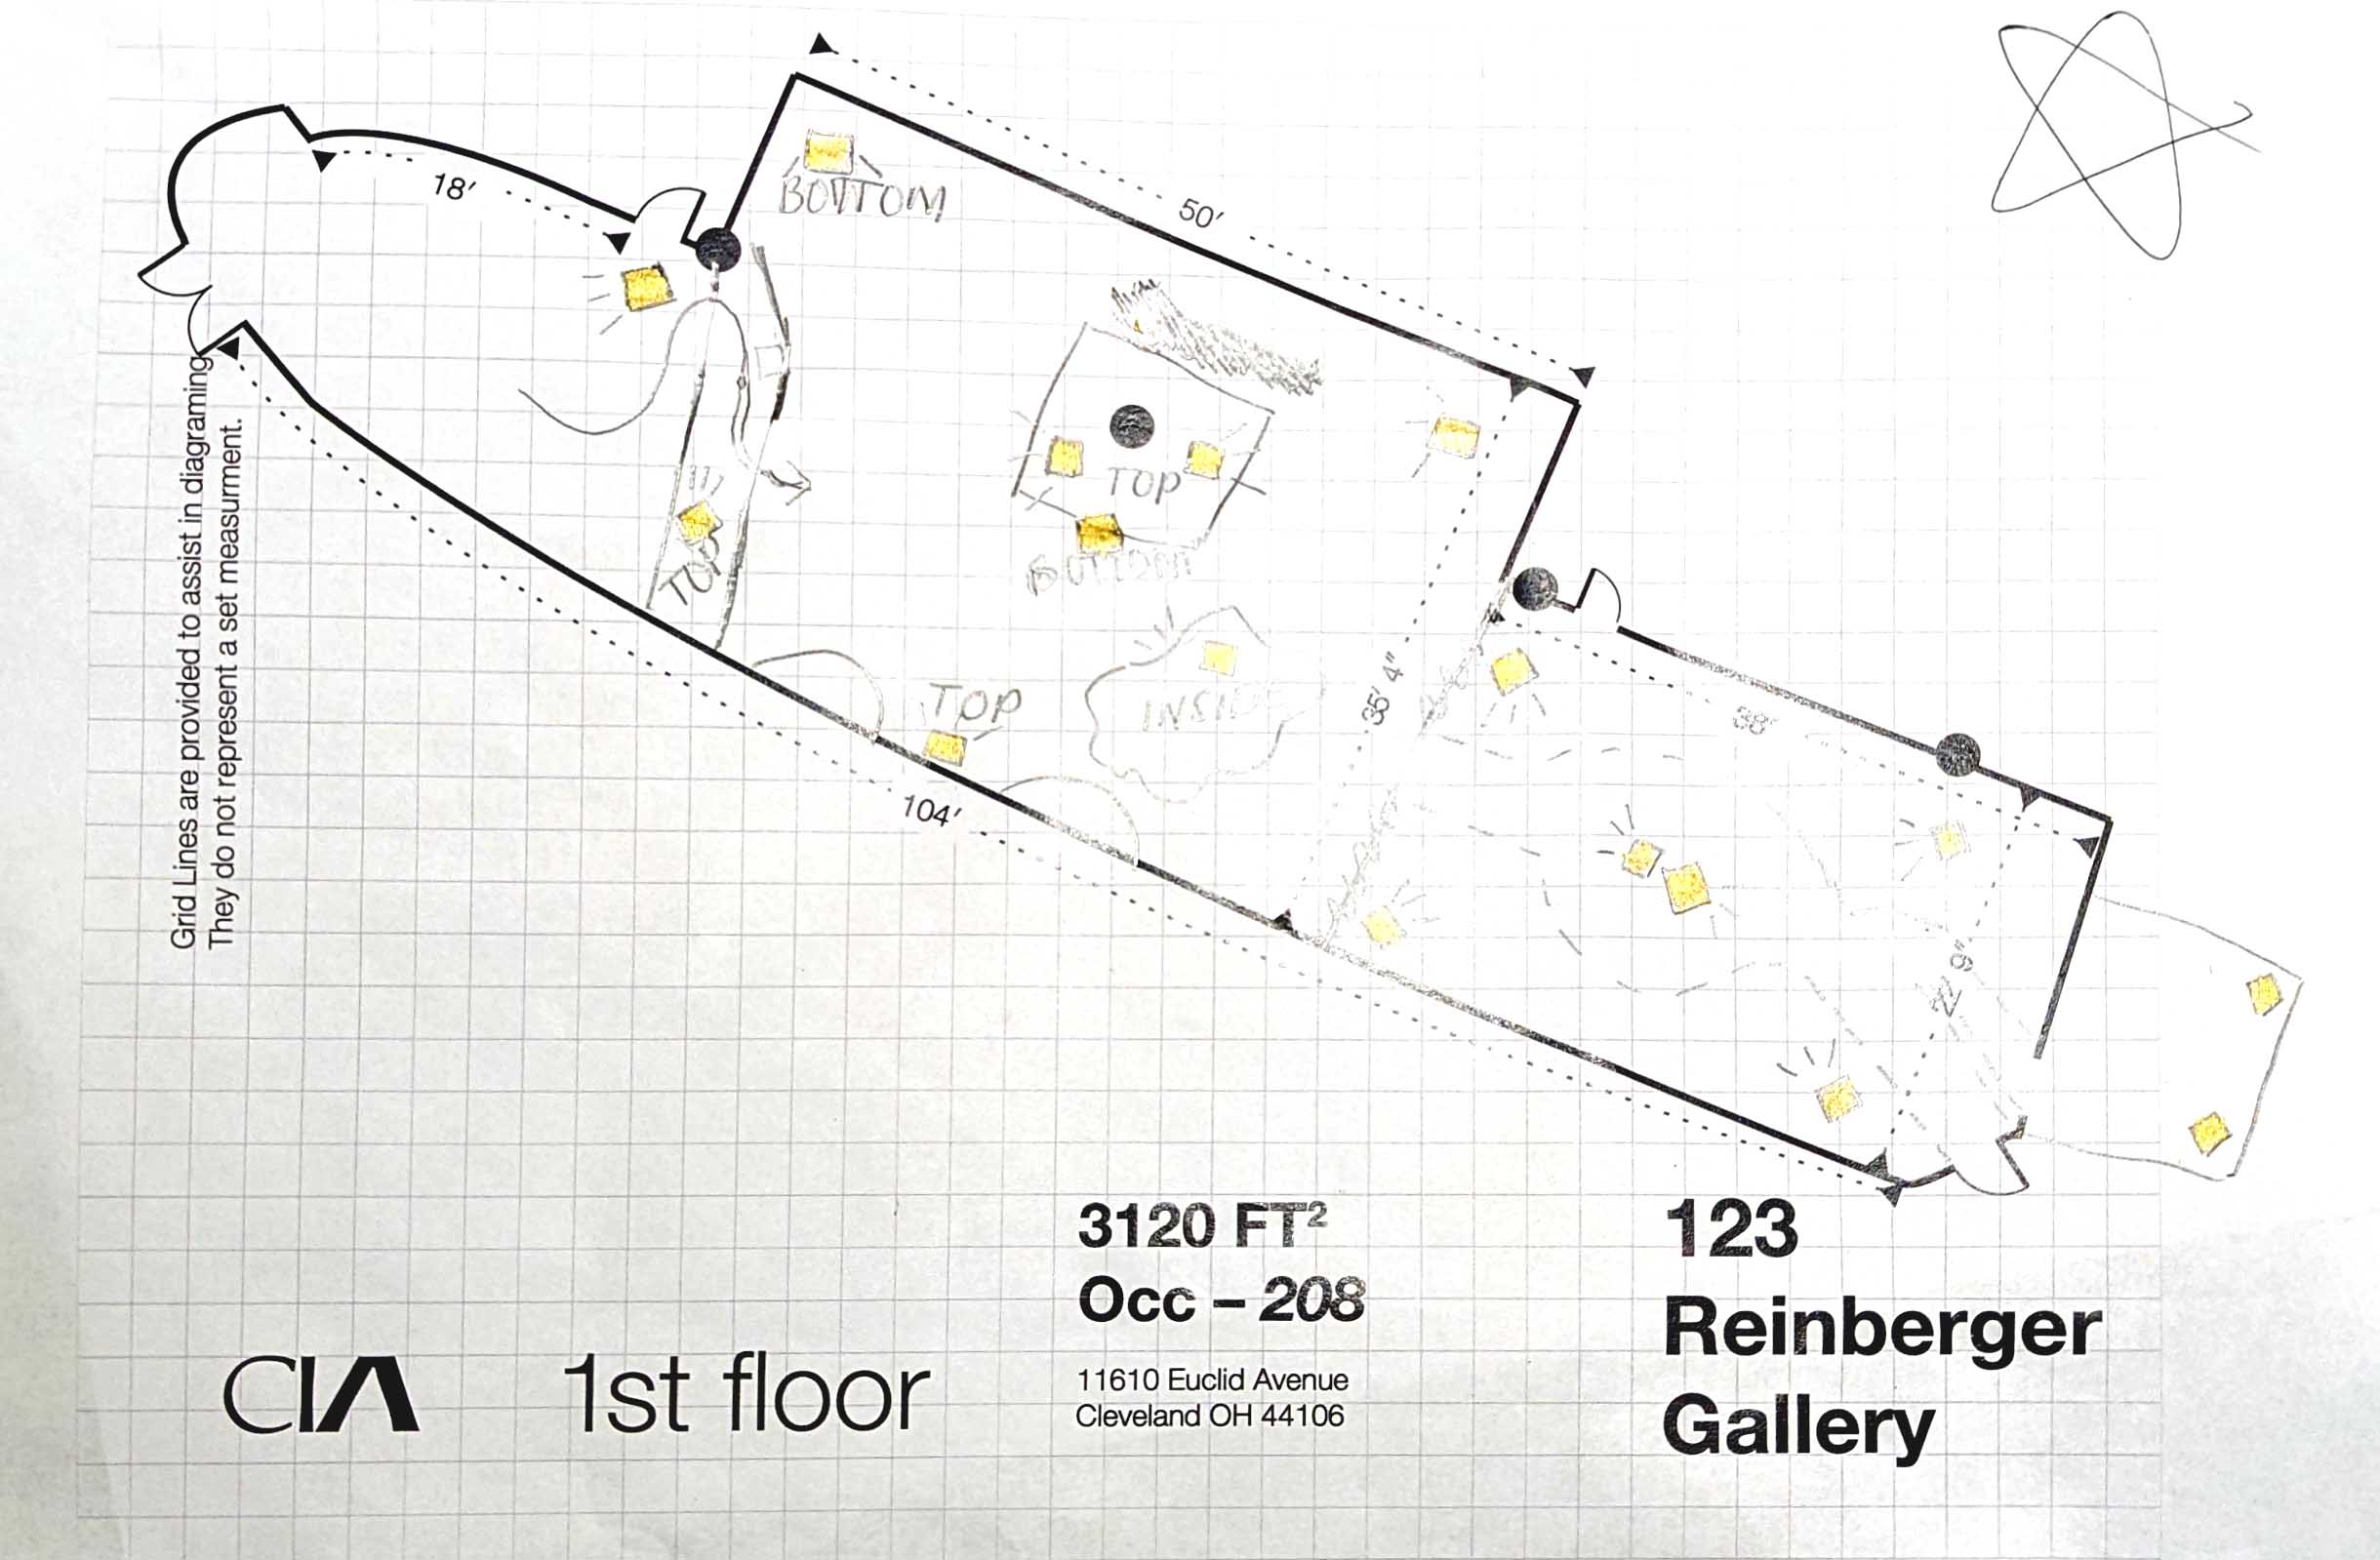 18′
50′
BOTTOM
TOP
BOTTOM
TOP
TOP
INSIDE
35′ 4″
38′
22′ 9″
104′
Grid Lines are provided to assist in diagraming
They do not represent a set measurment.
3120 FT²
Occ – 208
11610 Euclid Avenue
Cleveland OH 44106
123
Reinberger
Gallery
CIA
1st floor